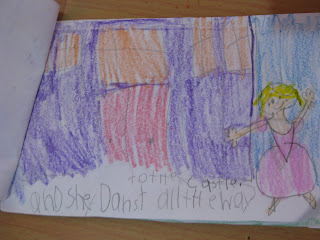 to the Castle.
and she Danst all the way